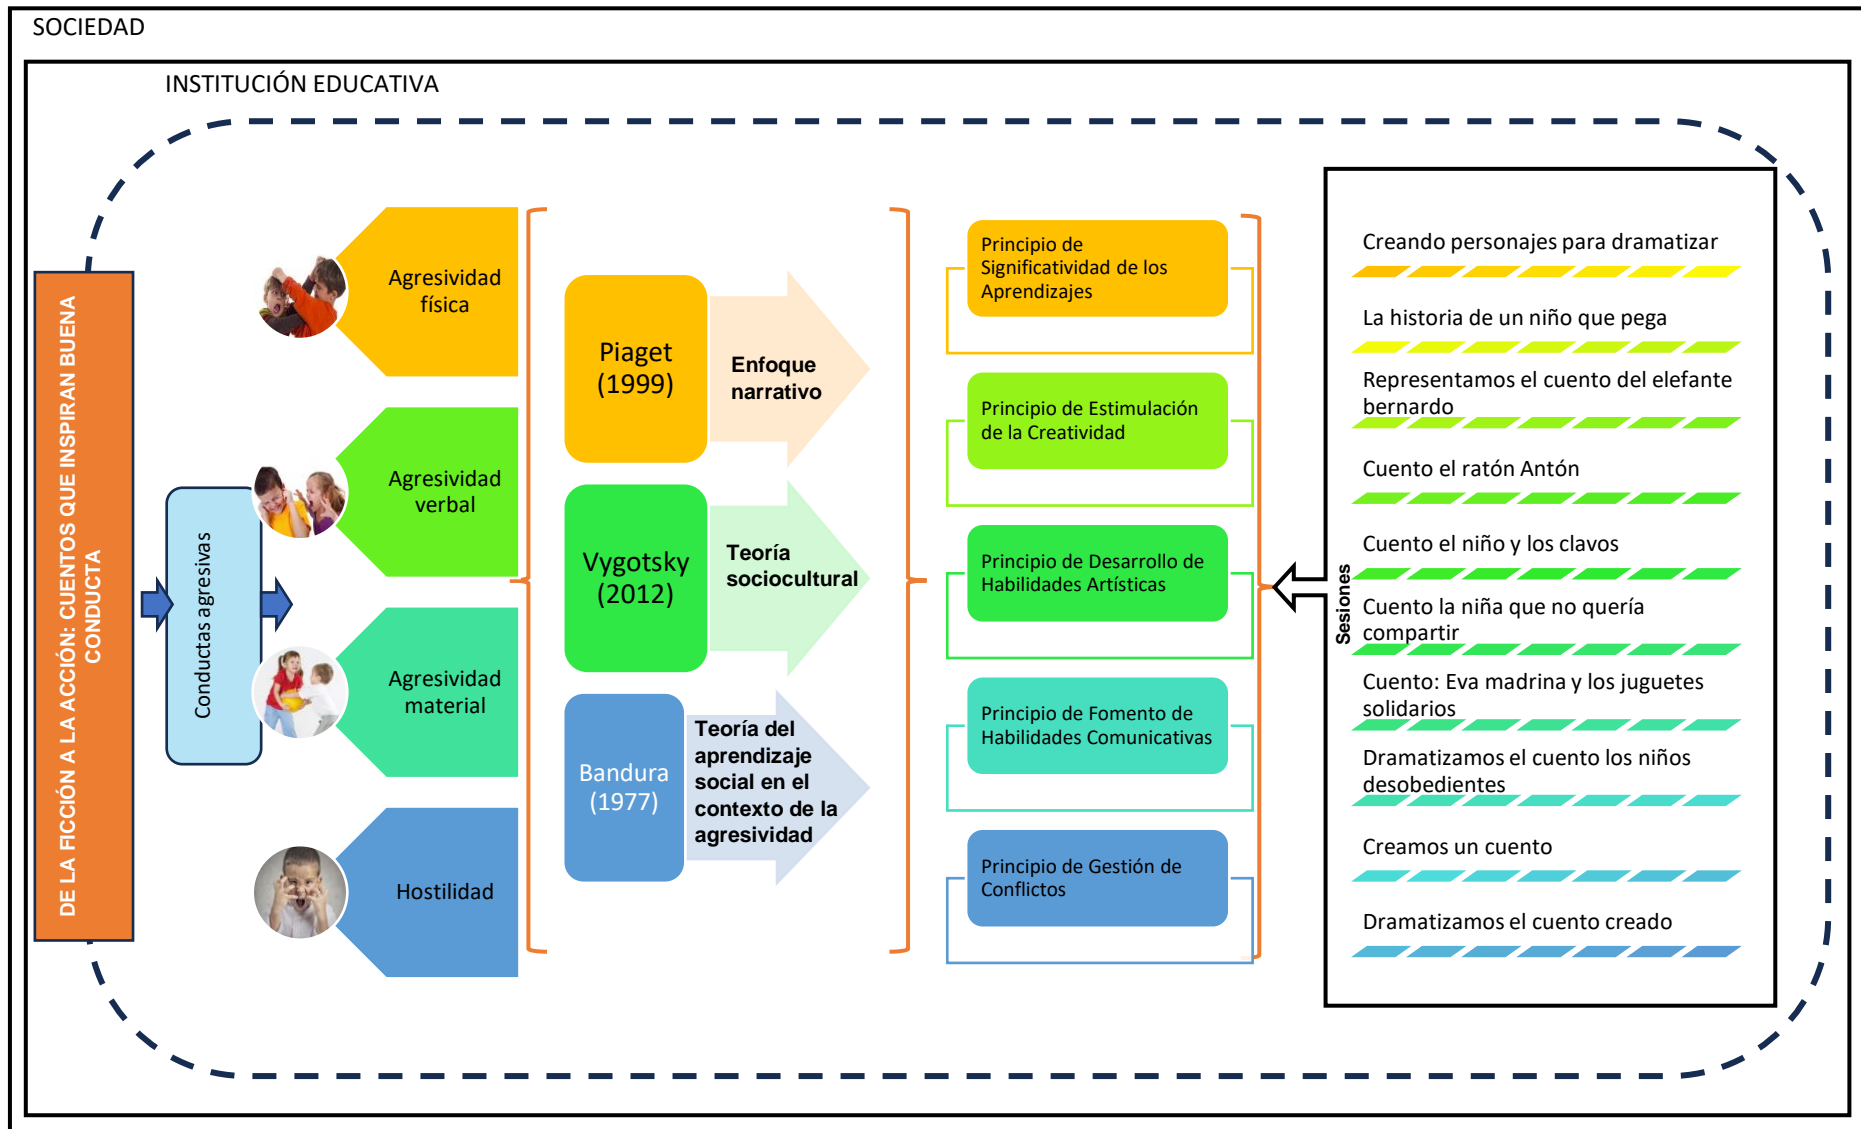 SOCIEDAD
INSTITUCIÓN EDUCATIVA
DE LA FICCIÓN A LA ACCIÓN: CUENTOS QUE INSPIRAN BUENA
CONDUCTA
Conductas agresivas
Agresividad
física
Agresividad
verbal
Agresividad
material
Hostilidad
Piaget
(1999)
Enfoque
narrativo
Vygotsky
(2012)
Teoría
sociocultural
Bandura
(1977)
Teoría del
aprendizaje
social en el
contexto de la
agresividad
Principio de
Significatividad de los
Aprendizajes
Principio de Estimulación
de la Creatividad
Principio de Desarrollo de
Habilidades Artísticas
Principio de Fomento de
Habilidades Comunicativas
Principio de Gestión de
Conflictos
Sesiones
Creando personajes para dramatizar
La historia de un niño que pega
Representamos el cuento del elefante
bernardo
Cuento el ratón Antón
Cuento el niño y los clavos
Cuento la niña que no quería
compartir
Cuento: Eva madrina y los juguetes
solidarios
Dramatizamos el cuento los niños
desobedientes
Creamos un cuento
Dramatizamos el cuento creado